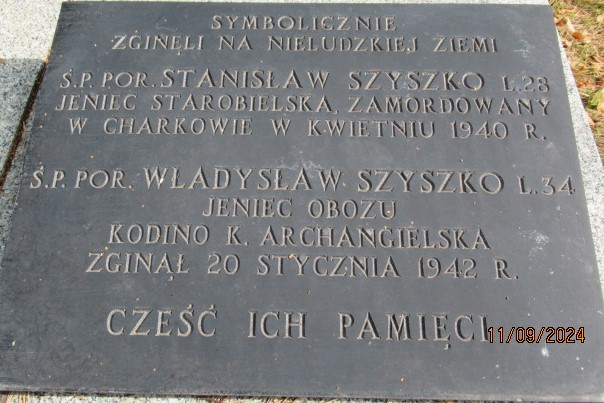 SYMBOLICZNIE
ZGINĘLI NA NIELUDZKIEJ ZIEMI
Ś.P. POR. STANISŁAW SZYSZKO L.28
JENIEC STAROBIELSKA, ZAMORDOWANY
W CHARKOWIE W KWIETNIU 1940 R.
Ś.P. POR. WŁADYSŁAW SZYSZKO L.34
JENIEC OBOZU
KODINO K. ARCHANGIELSKA
ZGINĄŁ 20 STYCZNIA 1942 R.
CZEŚĆ ICH PAMIĘCI
11/09/2024